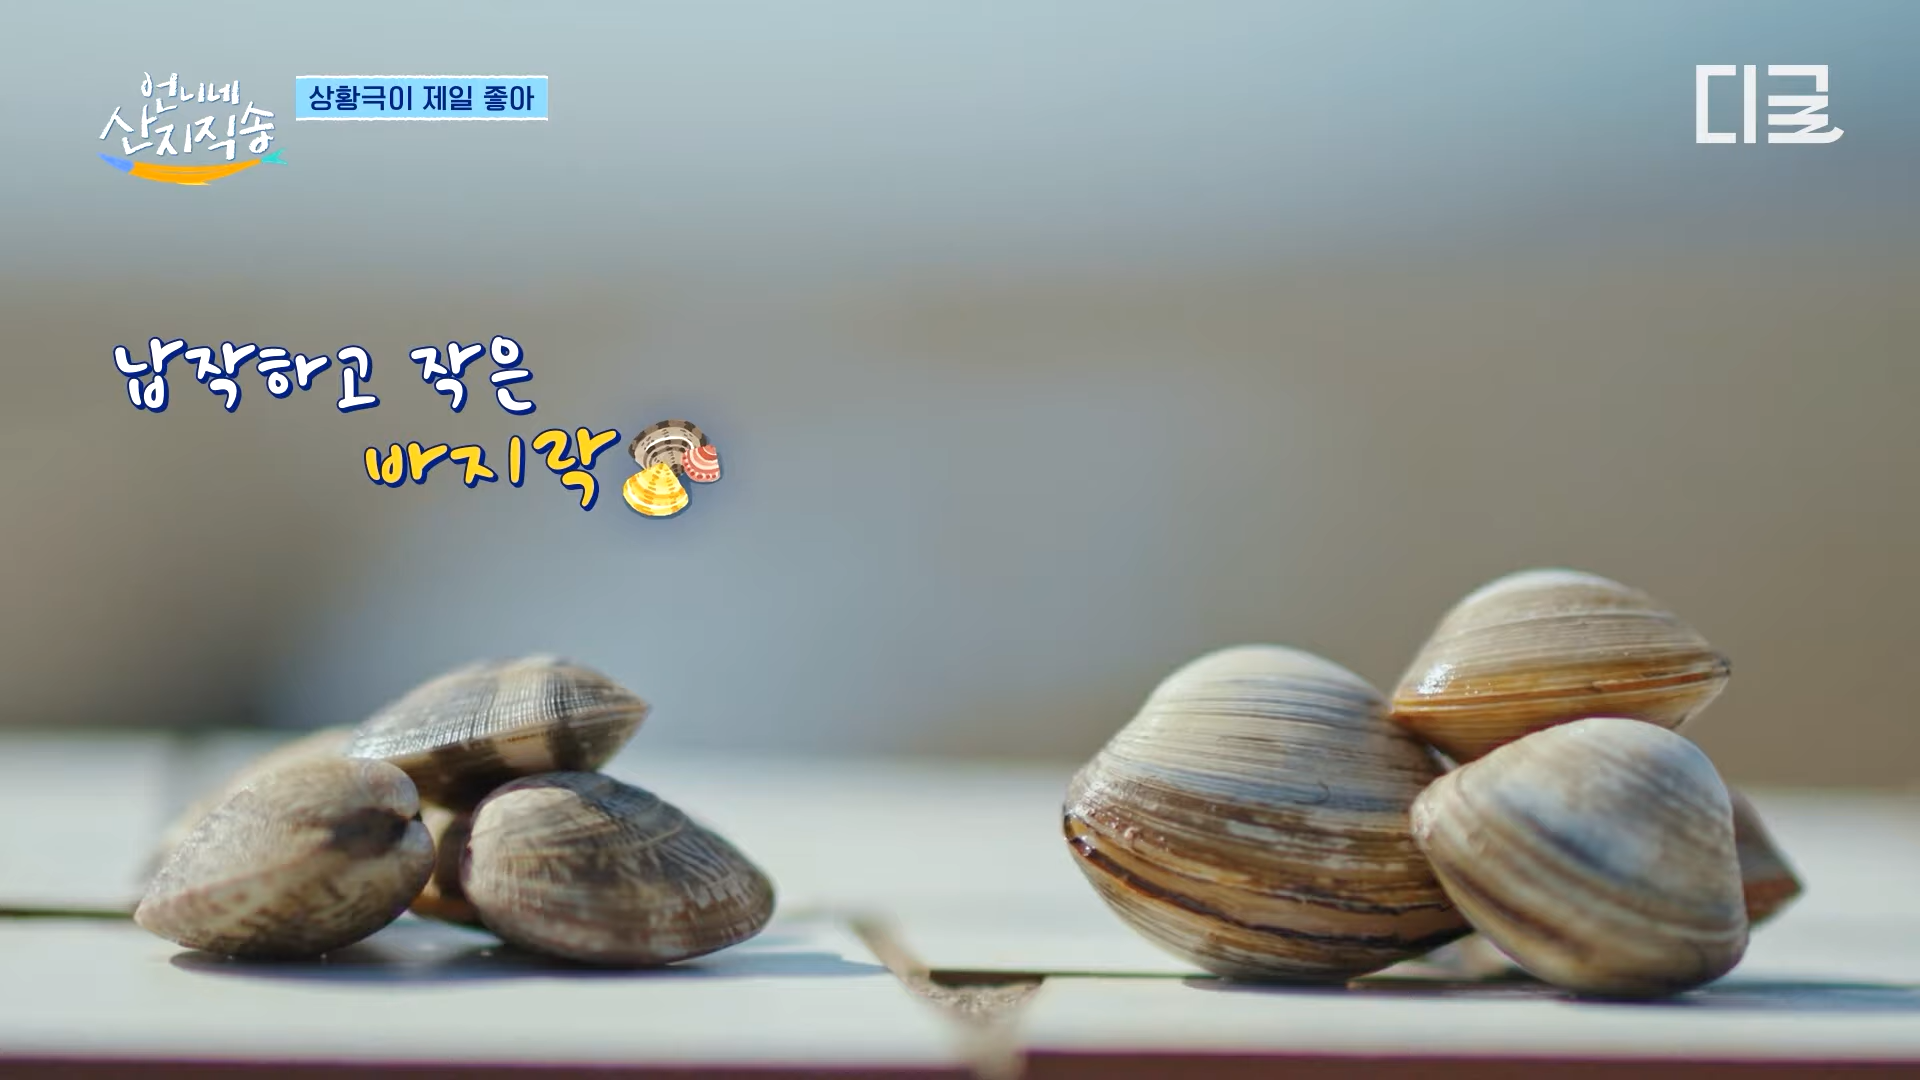 언니네
산지직송
상황극이 제일 좋아
디글
납작하고 작은
바지락